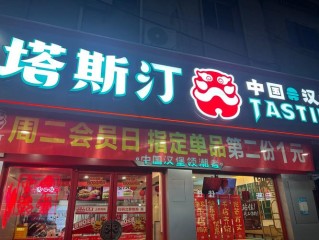 塔斯汀 中国 汉
TASTI
周二会员日 指定单品第二份1元
中国汉堡领潮者